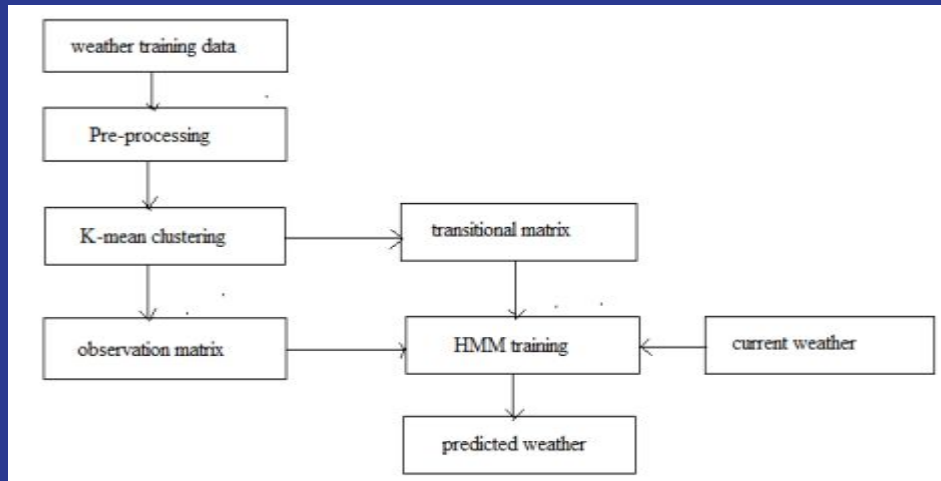 weather training data
Pre-processing
K-mean clustering
transitional matrix
observation matrix
HMM training
current weather
predicted weather